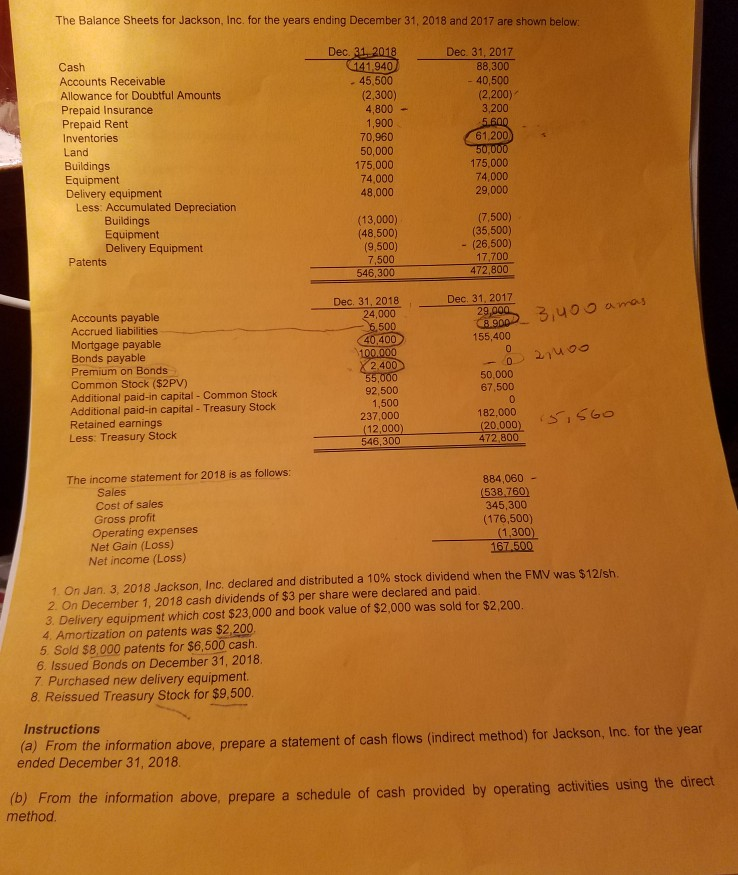 The Balance Sheets for Jackson, Inc. for the years ending December 31, 2018 and 2017 are shown below:
Dec. 31, 2018 Dec. 31, 2017
Cash 141,940 88,300
Accounts Receivable 45,500 40,500
Allowance for Doubtful Amounts (2,300) (2,200)
Prepaid Insurance 4,800 3,200
Prepaid Rent 1,900 5,600
Inventories 70,960 61,200
Land 50,000 50,000
Buildings 175,000 175,000
Equipment 74,000 74,000
Delivery equipment 48,000 29,000
Less: Accumulated Depreciation
Buildings (13,000) (7,500)
Equipment (48,500) (35,500)
Delivery Equipment (9,500) (26,500)
Patents 7,500 17,700
546,300 472,800
Dec. 31, 2018 Dec. 31, 2017
Accounts payable 24,000 29,000
Accrued liabilities 6,500 8,900 3,400
Mortgage payable 40,400 155,400
Bonds payable 100,000 0
Premium on Bonds 2,400 0 2,400
Common Stock ($2PV) 55,000 50,000
Additional paid-in capital - Common Stock 92,500 67,500
Additional paid-in capital - Treasury Stock 1,500 0
Retained earnings 237,000 182,000
Less: Treasury Stock (12,000) (20,000) 15,560
546,300 472,800
The income statement for 2018 is as follows:
Sales 884,060
Cost of sales (538,760)
Gross profit 345,300
Operating expenses (176,500)
Net Gain (Loss) (1,300)
Net income (Loss) 167,500
1. On Jan. 3, 2018 Jackson, Inc. declared and distributed a 10% stock dividend when the FMV was $12/sh.
2. On December 1, 2018 cash dividends of $3 per share were declared and paid.
3. Delivery equipment which cost $23,000 and book value of $2,000 was sold for $2,200.
4. Amortization on patents was $2,200.
5. Sold $8,000 patents for $6,500 cash.
6. Issued Bonds on December 31, 2018.
7. Purchased new delivery equipment.
8. Reissued Treasury Stock for $9,500.
Instructions
(a) From the information above, prepare a statement of cash flows (indirect method) for Jackson, Inc. for the year
ended December 31, 2018.
(b) From the information above, prepare a schedule of cash provided by operating activities using the direct
method.